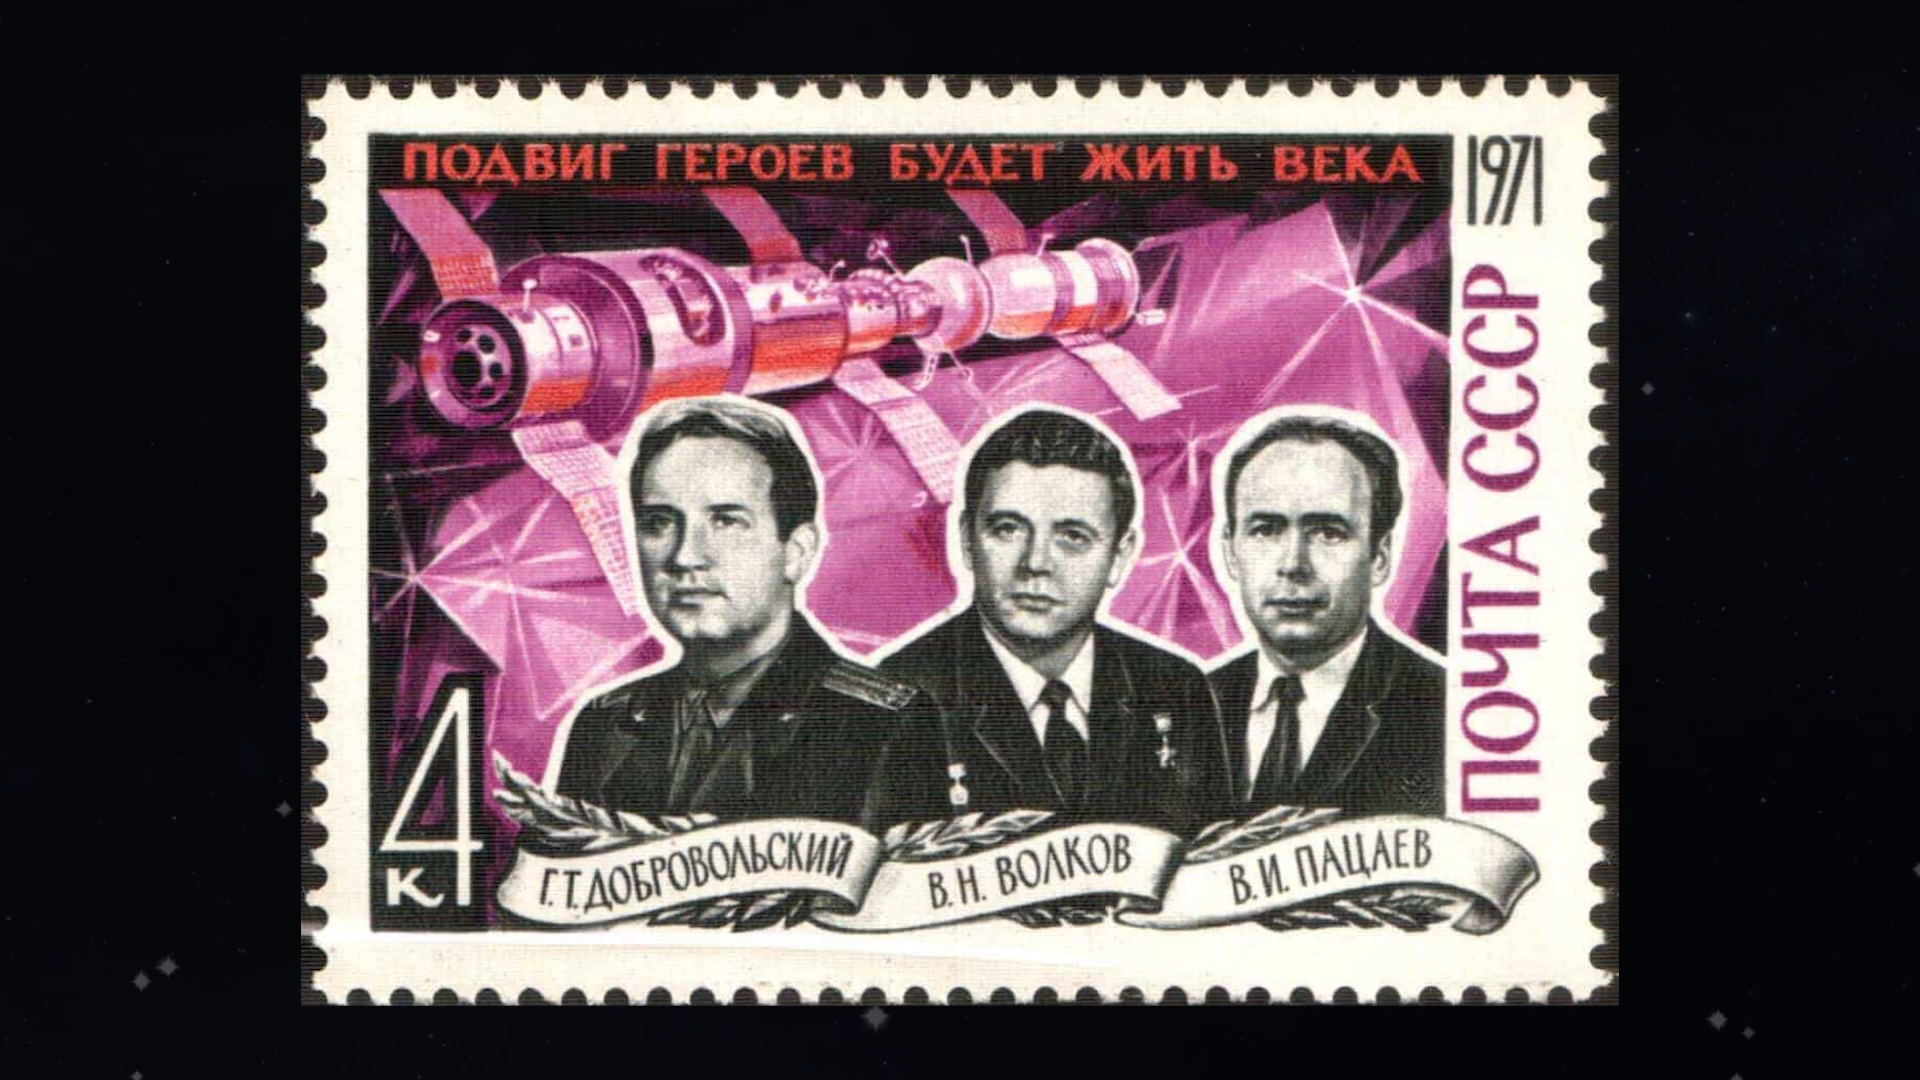 ПОДВИГ ГЕРОЕВ БУДЕТ ЖИТЬ ВЕКА
1971
ПОЧТА СССР
4
к
Г.Т. ДОБРОВОЛЬСКИЙ
В.Н. ВОЛКОВ
В.И. ПАЦАЕВ